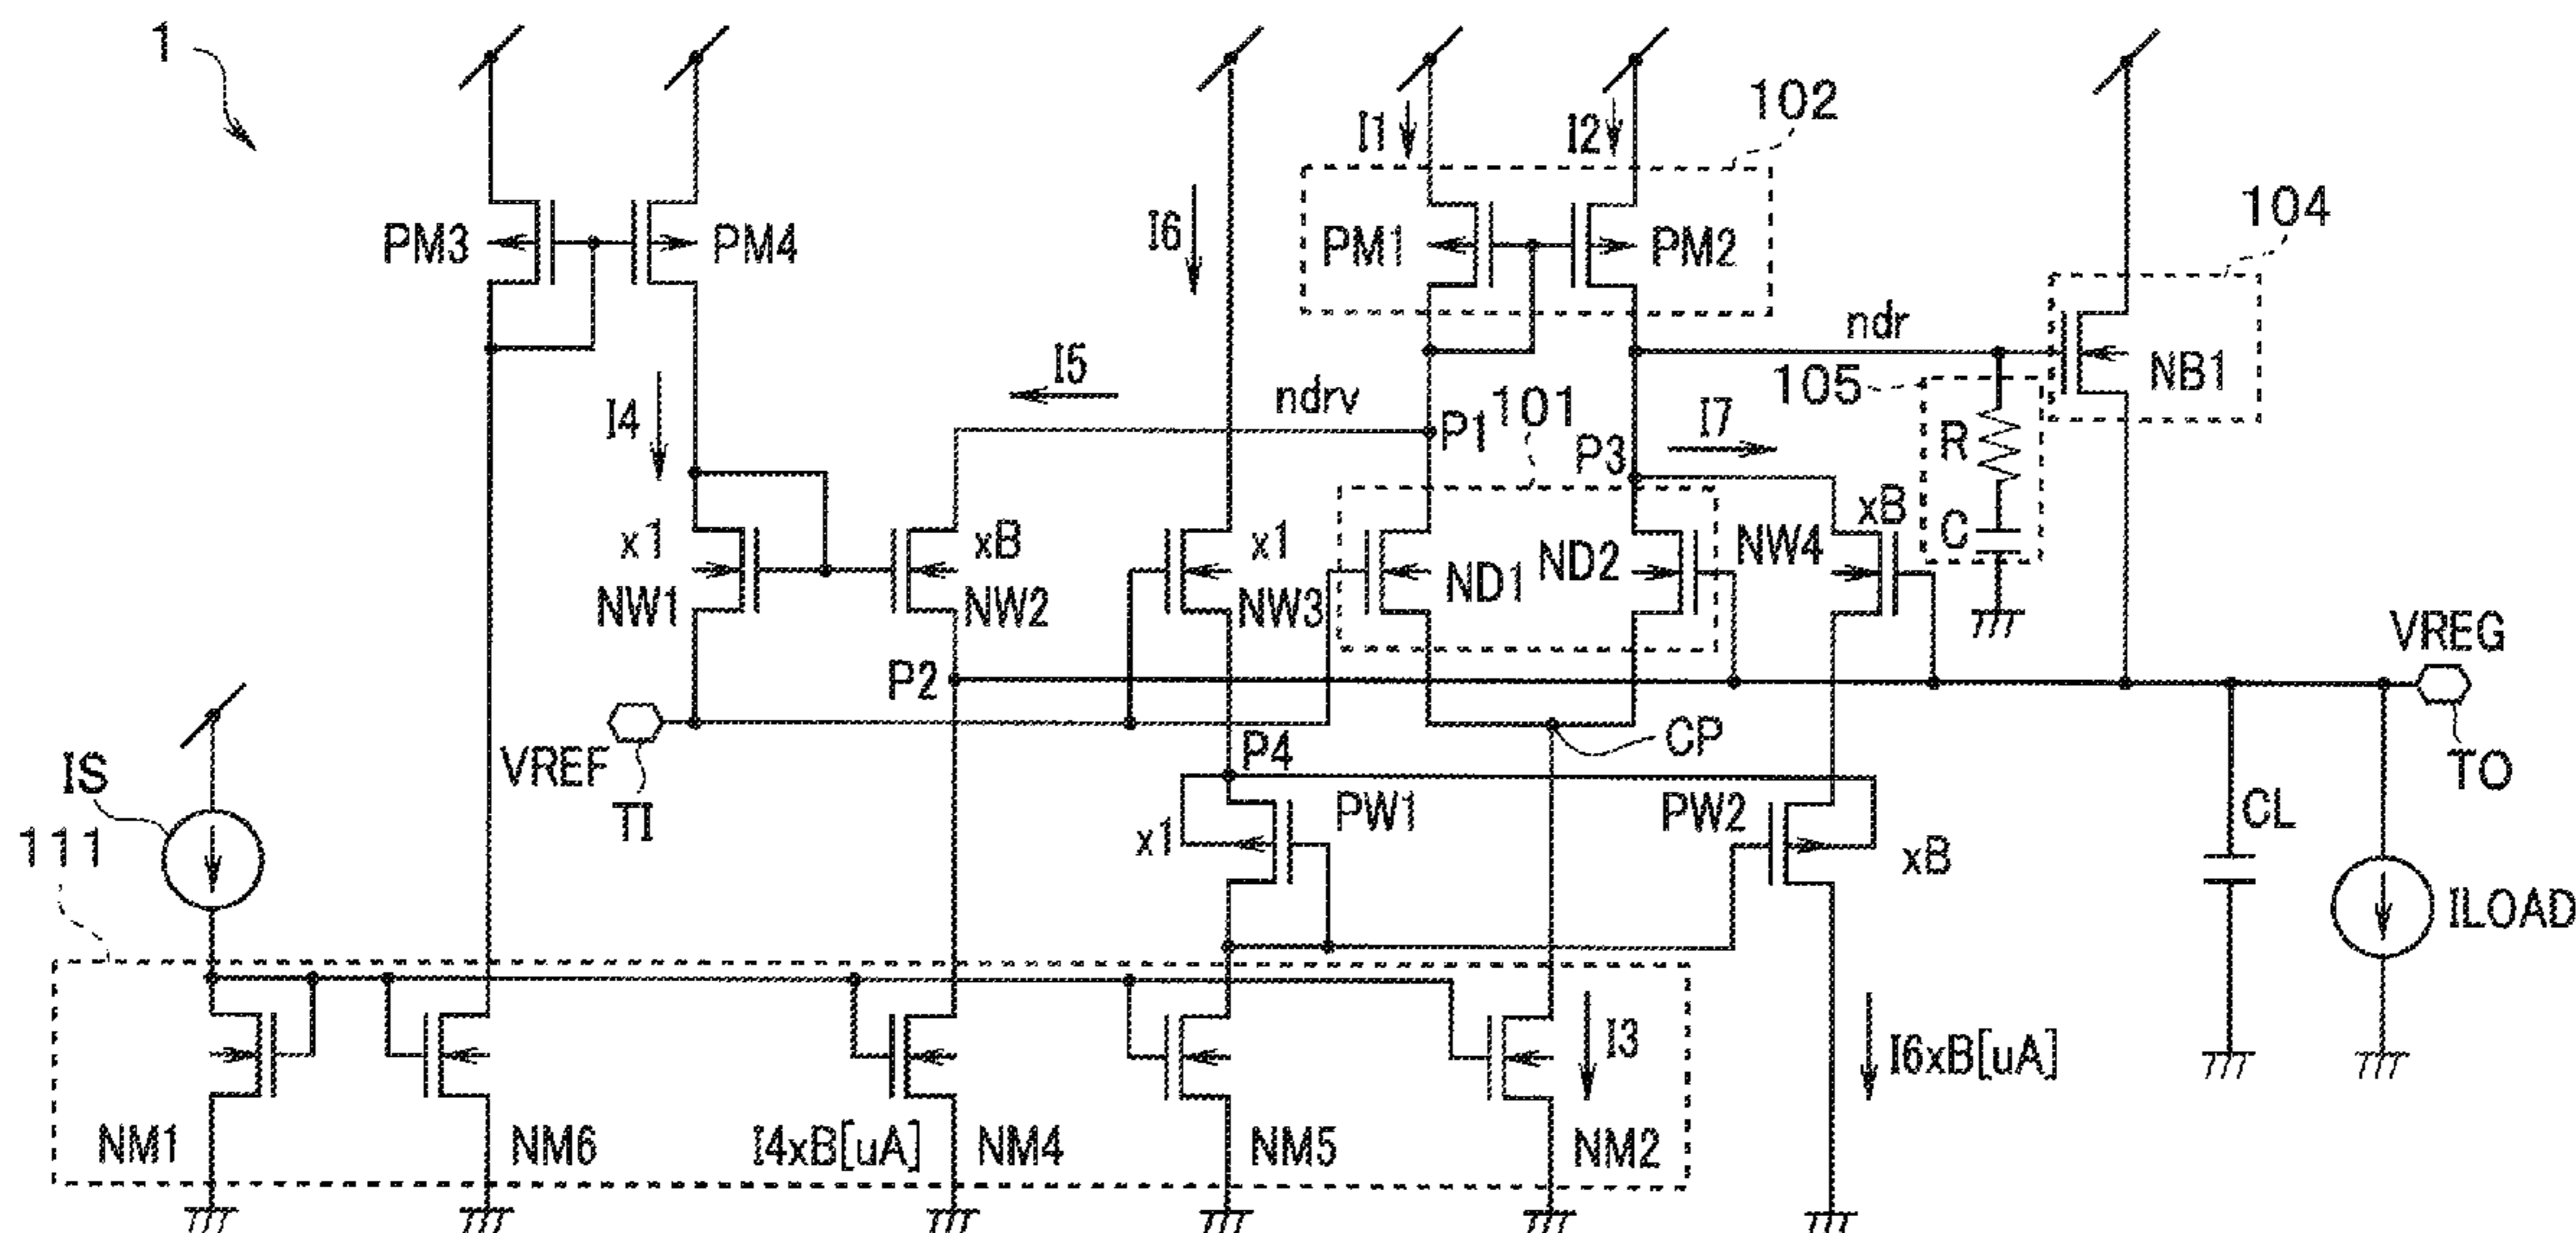 1
102
I1
I2
104
PM3
PM4
I6
PM1
PM2
ndr
NB1
105
I5
ndrv
101
P1
I4
P3
I7
R
xB
C
x1
NW1
xB
NW2
x1
NW3
ND1
ND2
NW4
P2
VREG
VREF
TI
P4
CP
TO
IS
PW1
PW2
CL
111
x1
xB
ILOAD
I3
I6xB[uA]
NM1
NM6
I4xB[uA]
NM4
NM5
NM2